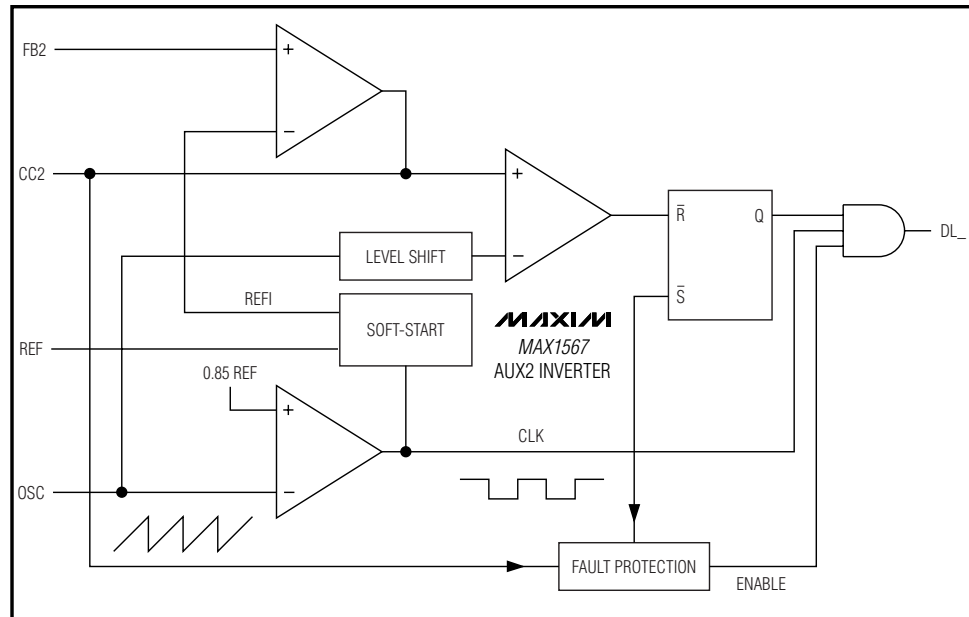 FB2
+
−
CC2
+
−
R̅
Q
DL_
LEVEL SHIFT
REFI
SOFT-START
S̅
MAXIM
MAX1567
AUX2 INVERTER
REF
0.85 REF
+
−
CLK
OSC
FAULT PROTECTION
ENABLE